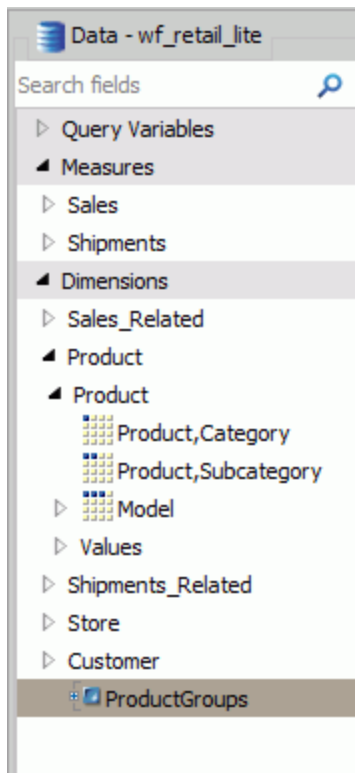 Data - wf_retail_lite
Search fields
Query Variables
Measures
Sales
Shipments
Dimensions
Sales_Related
Product
Product
Product,Category
Product,Subcategory
Model
Values
Shipments_Related
Store
Customer
ProductGroups